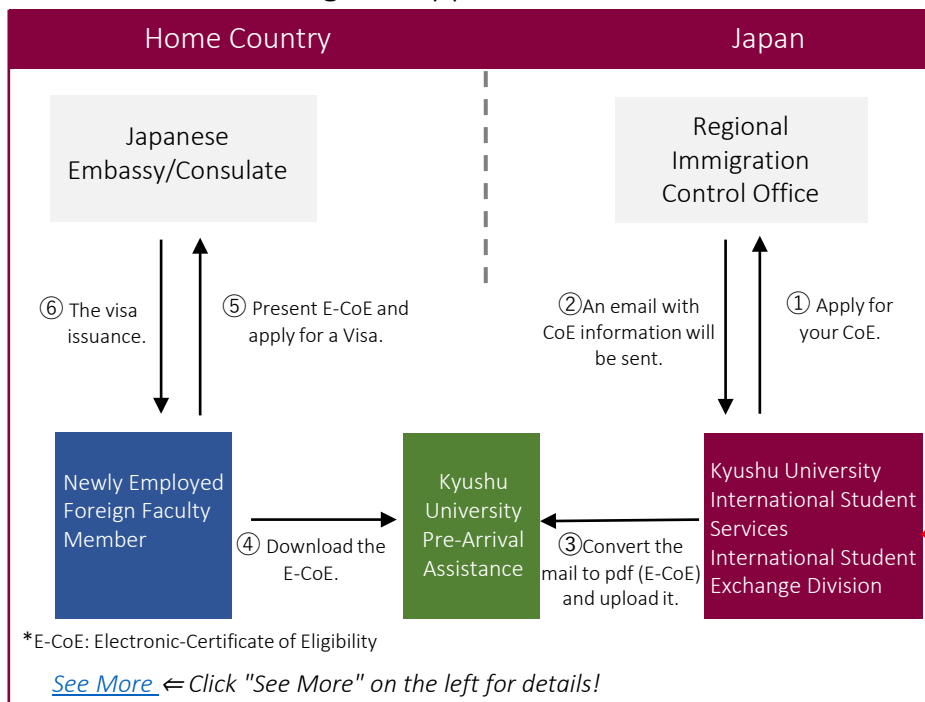 Home Country
Japan
Japanese
Embassy/Consulate
Regional
Immigration
Control Office
⑥ The visa
issuance.
⑤ Present E-CoE and
apply for a Visa.
②An email with
CoE information will
be sent.
① Apply for
your CoE.
Newly Employed
Foreign Faculty
Member
④ Download the
E-CoE.
Kyushu
University
Pre-Arrival
Assistance
③Convert the
mail to pdf (E-CoE)
and upload it.
Kyushu University
International Student
Services
International Student
Exchange Division
*E-CoE: Electronic-Certificate of Eligibility
See More ⇐ Click "See More" on the left for details!